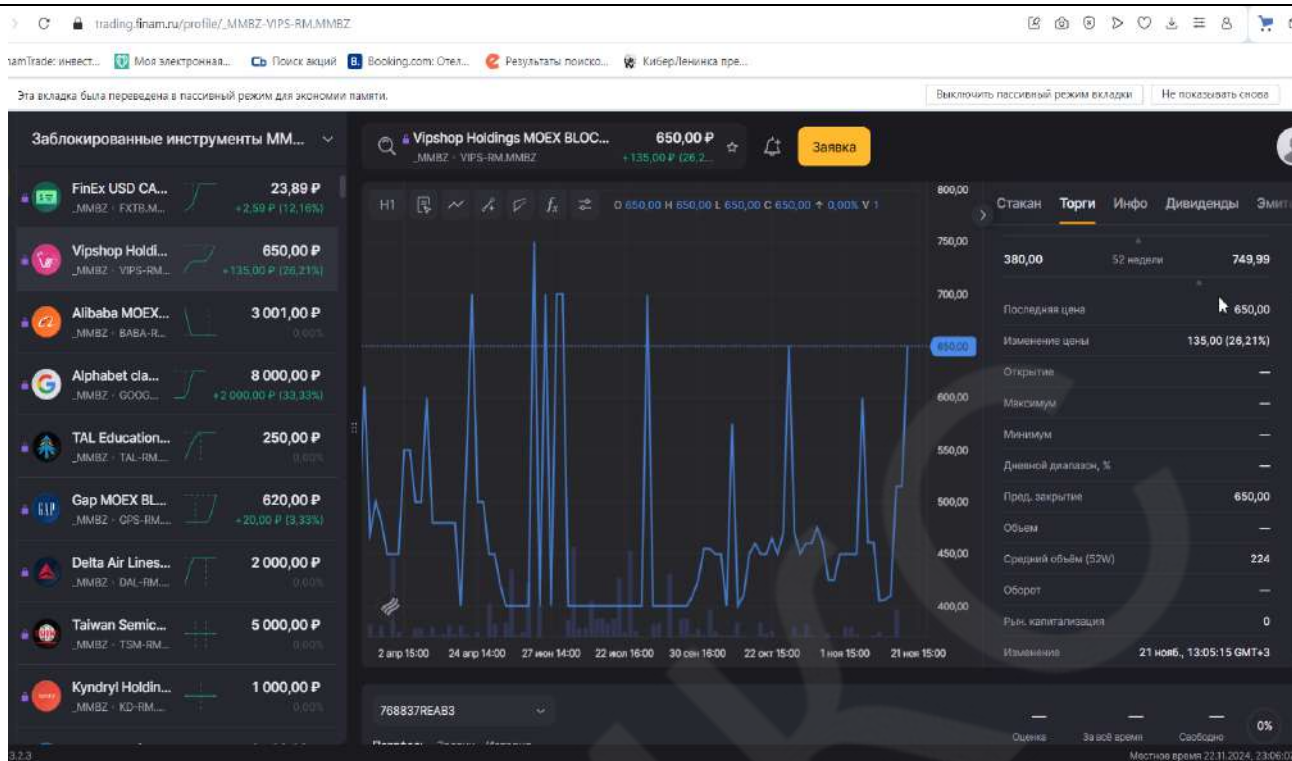 trading.finam.ru/profile/_MMBZ-VIPS-RM.MMBZ
Моя электронная... Поиск акций Booking.com: Отел... Результаты поиско... КиберЛенинка пре...
Эта вкладка была переведена в пассивный режим для экономии памяти. Выключить пассивный режим вкладки Не показывать снова
Заблокированные инструменты ММ...
Vipshop Holdings MOEX BLOC... 650,00 ₽
_MMBZ · VIPS-RM.MMBZ +135,00 ₽ (26,2...
Заявка
FinEx USD CA... 23,89 ₽
_MMBZ · FXTB.M... +2,59 ₽ (12,16%)
Vipshop Holdi... 650,00 ₽
_MMBZ · VIPS-RM... +135,00 ₽ (26,21%)
Alibaba MOEX... 3 001,00 ₽
_MMBZ · BABA-R... 0,00%
Alphabet cla... 8 000,00 ₽
_MMBZ · GOOG... +2 000,00 ₽ (33,33%)
TAL Education... 250,00 ₽
_MMBZ · TAL-RM.... 0,00%
Gap MOEX BL... 620,00 ₽
_MMBZ · GPS-RM.... +20,00 ₽ (3,33%)
Delta Air Lines... 2 000,00 ₽
_MMBZ · DAL-RM.... 0,00%
Taiwan Semic... 5 000,00 ₽
_MMBZ · TSM-RM... 0,00%
Kyndryl Holdin... 1 000,00 ₽
_MMBZ · KD-RM.... 0,00%
H1 fx O 650,00 H 650,00 L 650,00 C 650,00 0,00% V 1
800,00
750,00
700,00
650,00
600,00
550,00
500,00
450,00
400,00
2 апр 15:00 24 апр 14:00 27 июн 14:00 22 июл 16:00 30 сен 16:00 22 окт 15:00 1 ноя 15:00 21 ноя 15:00
Стакан Торги Инфо Дивиденды Эмит
380,00 52 недели 749,99
Последняя цена 650,00
Изменение цены 135,00 (26,21%)
Открытие —
Максимум —
Минимум —
Дневной диапазон, % —
Пред. закрытие 650,00
Объем —
Средний объём (52W) 224
Оборот —
Рын. капитализация 0
Изменение 21 нояб., 13:05:15 GMT+3
768837REAB3
— — — 0%
Оценка За всё время Свободно
3.2.3 Местное время 22.11.2024, 23:06:0